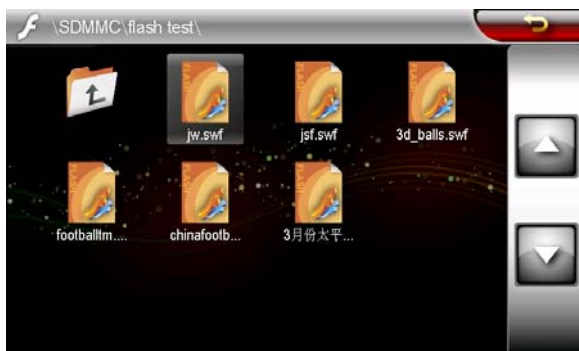 \SDMMC\flash test\
jw.swf
jsf.swf
3d_balls.swf
footballtm....
chinafootb...
3月份太平...